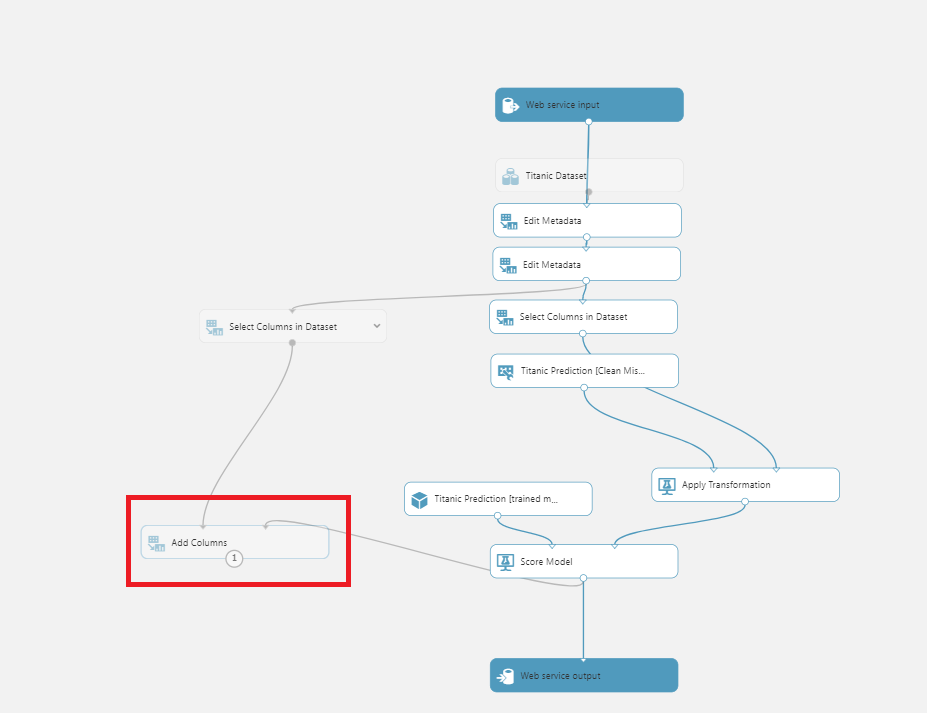 Web service input
Titanic Dataset
Edit Metadata
Edit Metadata
Select Columns in Dataset
Select Columns in Dataset
Titanic Prediction [Clean Mis...
Apply Transformation
Titanic Prediction [trained m...
Add Columns
1
Score Model
Web service output